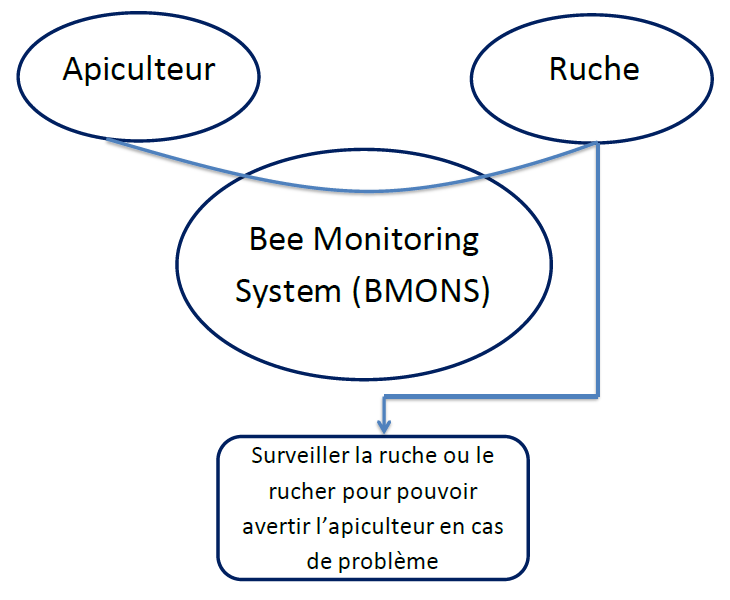 Apiculteur
Ruche
Bee Monitoring
System (BMONS)
Surveiller la ruche ou le
rucher pour pouvoir
avertir l’apiculteur en cas
de problème